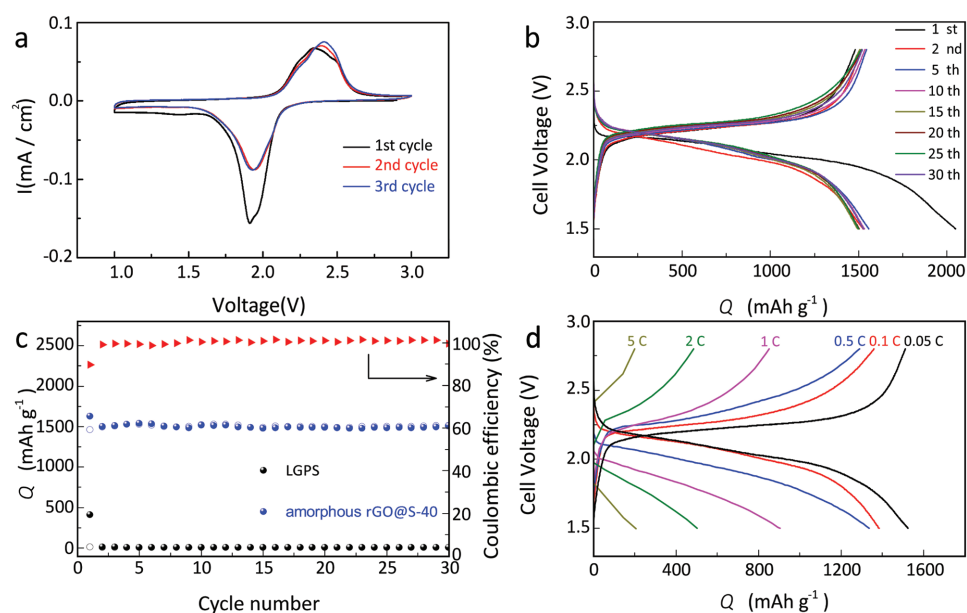 a
0.1
0.0
-0.1
-0.2
I(mA / cm²)
1st cycle
2nd cycle
3rd cycle
1.0
1.5
2.0
2.5
3.0
Voltage(V)
b
3.0
2.5
2.0
1.5
Cell Voltage (V)
1 st
2 nd
5 th
10 th
15 th
20 th
25 th
30 th
0
500
1000
1500
2000
Q (mAh g⁻¹)
c
2500
2000
1500
1000
500
0
Q (mAh g⁻¹)
LGPS
amorphous rGO@S-40
100
80
60
40
20
0
Coulombic efficiency (%)
0
5
10
15
20
25
30
Cycle number
d
3.0
2.5
2.0
1.5
Cell Voltage (V)
5 C
2 C
1 C
0.5 C
0.1 C
0.05 C
0
400
800
1200
1600
Q (mAh g⁻¹)